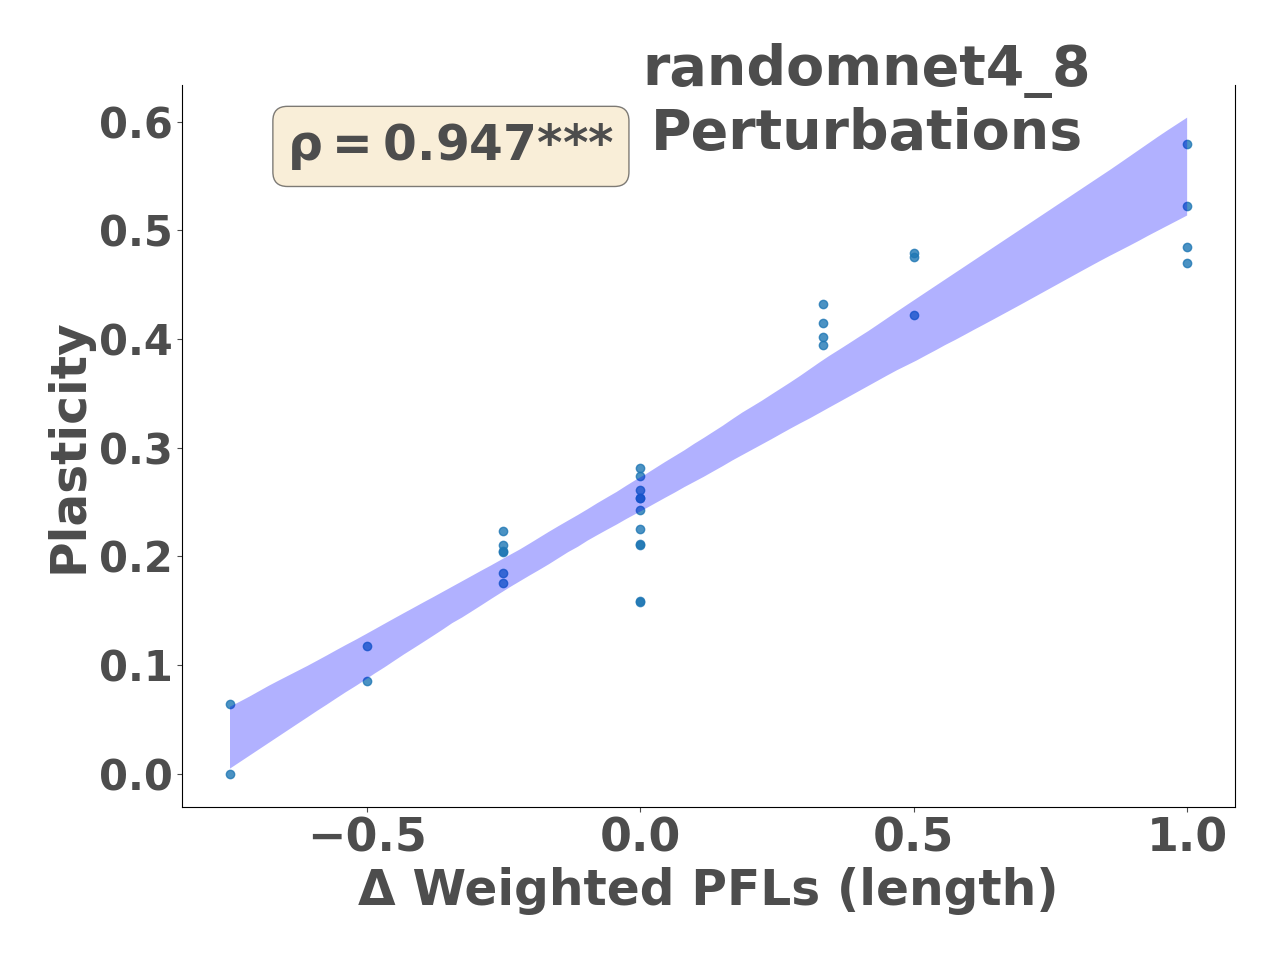 randomnet4_8
Perturbations
ρ = 0.947***
Plasticity
0.6
0.5
0.4
0.3
0.2
0.1
0.0
−0.5 0.0 0.5 1.0
Δ Weighted PFLs (length)